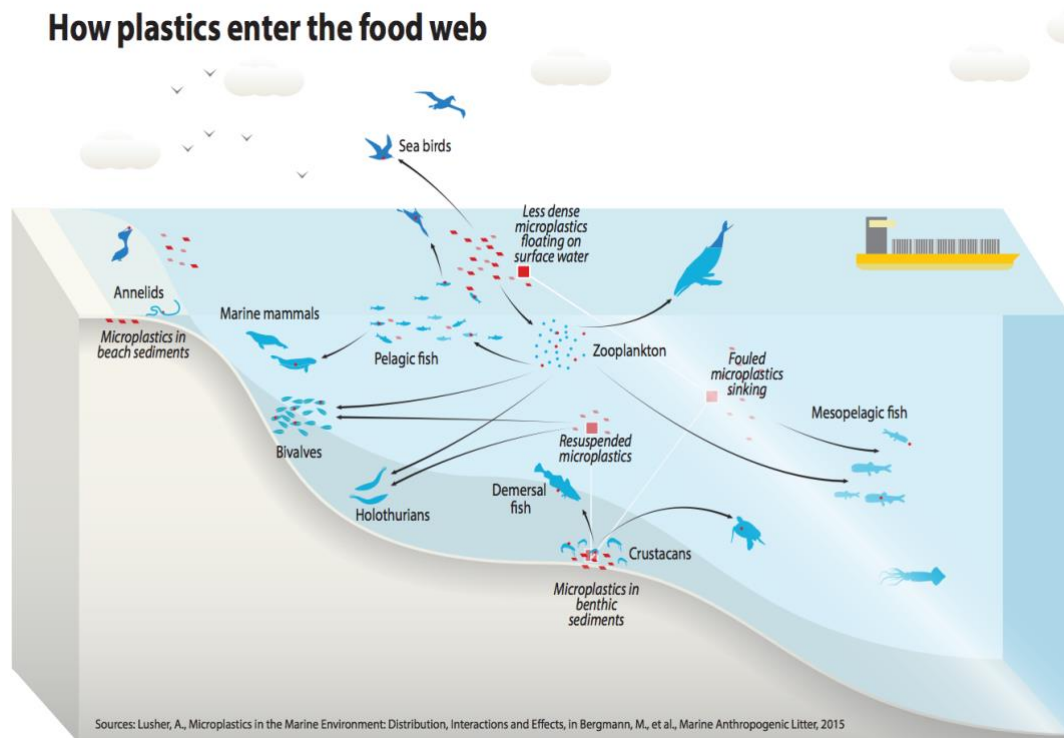 How plastics enter the food web
Sea birds
Less dense
microplastics
floating on
surface water
Annelids
Marine mammals
Microplastics in
beach sediments
Pelagic fish
Zooplankton
Fouled
microplastics
sinking
Mesopelagic fish
Bivalves
Resuspended
microplastics
Demersal
fish
Holothurians
Crustacans
Microplastics in
benthic
sediments
Sources: Lusher, A., Microplastics in the Marine Environment: Distribution, Interactions and Effects, in Bergmann, M., et al., Marine Anthropogenic Litter, 2015